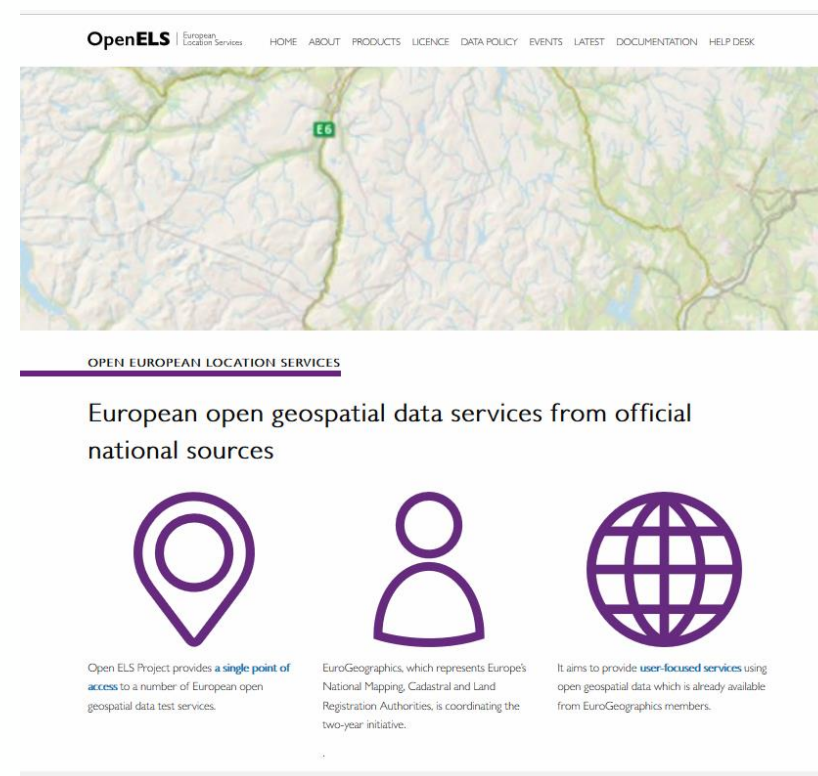 OpenELS | European
Location Services
HOME ABOUT PRODUCTS LICENCE DATA POLICY EVENTS LATEST DOCUMENTATION HELP DESK
E6
OPEN EUROPEAN LOCATION SERVICES
European open geospatial data services from official
national sources
Open ELS Project provides a single point of
access to a number of European open
geospatial data test services.
EuroGeographics, which represents Europe's
National Mapping, Cadastral and Land
Registration Authorities, is coordinating the
two-year initiative.
.
It aims to provide user-focused services using
open geospatial data which is already available
from EuroGeographics members.